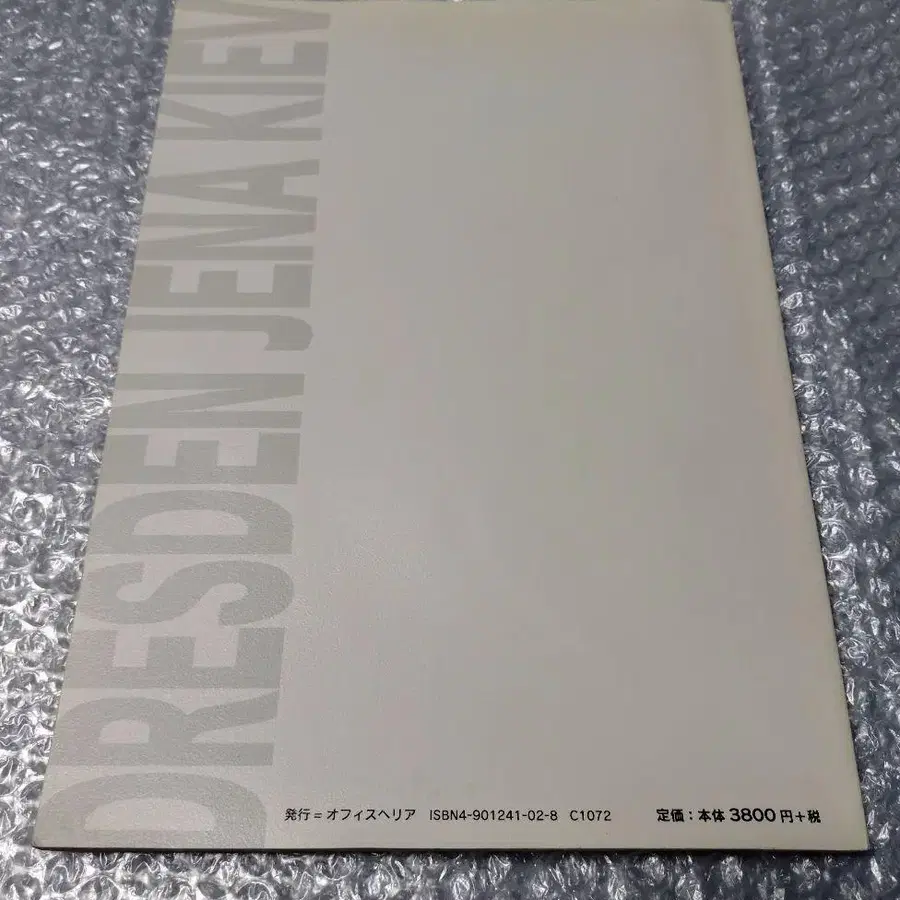 DRESDEN JENA KIEV
発行＝オフィスヘリア ISBN4-901241-02-8 C1072 定価：本体3800円+税